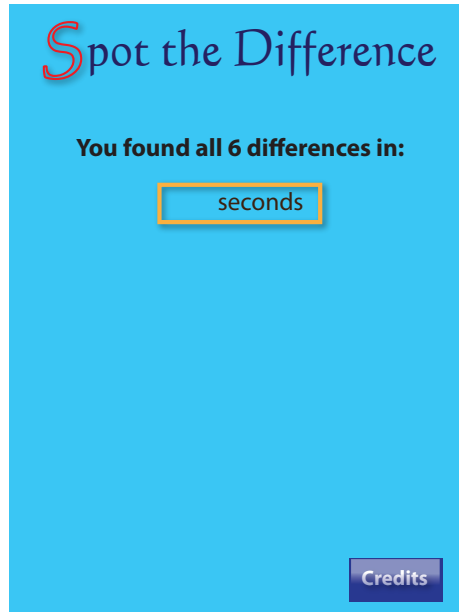 Spot the Difference
You found all 6 differences in:
seconds
Credits